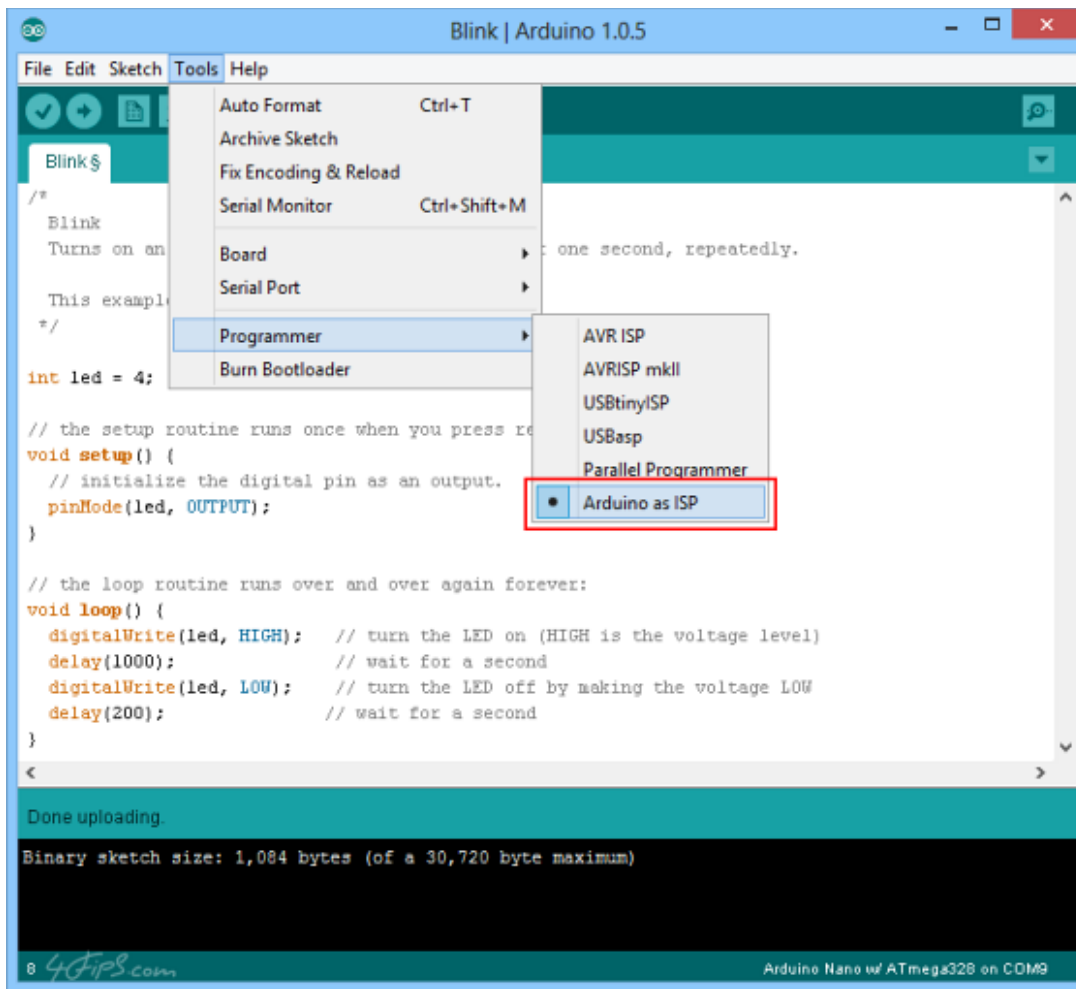 Blink | Arduino 1.0.5
File Edit Sketch Tools Help
Auto Format Ctrl+T
Archive Sketch
Fix Encoding & Reload
Serial Monitor Ctrl+Shift+M
Board
Serial Port
Programmer
Burn Bootloader
AVR ISP
AVRISP mkII
USBtinyISP
USBasp
Parallel Programmer
Arduino as ISP
Blink §
/*
Blink
Turns on an one second, repeatedly.
This exampl
*/
int led = 4;
// the setup routine runs once when you press re
void setup() {
// initialize the digital pin as an output.
pinMode(led, OUTPUT);
}
// the loop routine runs over and over again forever:
void loop() {
digitalWrite(led, HIGH); // turn the LED on (HIGH is the voltage level)
delay(1000); // wait for a second
digitalWrite(led, LOW); // turn the LED off by making the voltage LOW
delay(200); // wait for a second
}
Done uploading.
Binary sketch size: 1,084 bytes (of a 30,720 byte maximum)
8 4FipS.com Arduino Nano w/ ATmega328 on COM9